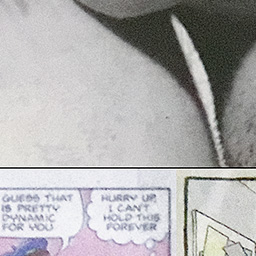 GUESS THAT
IS PRETTY
DYNAMIC
FOR YOU
HURRY UP,
I CAN'T
HOLD THIS
FOREVER